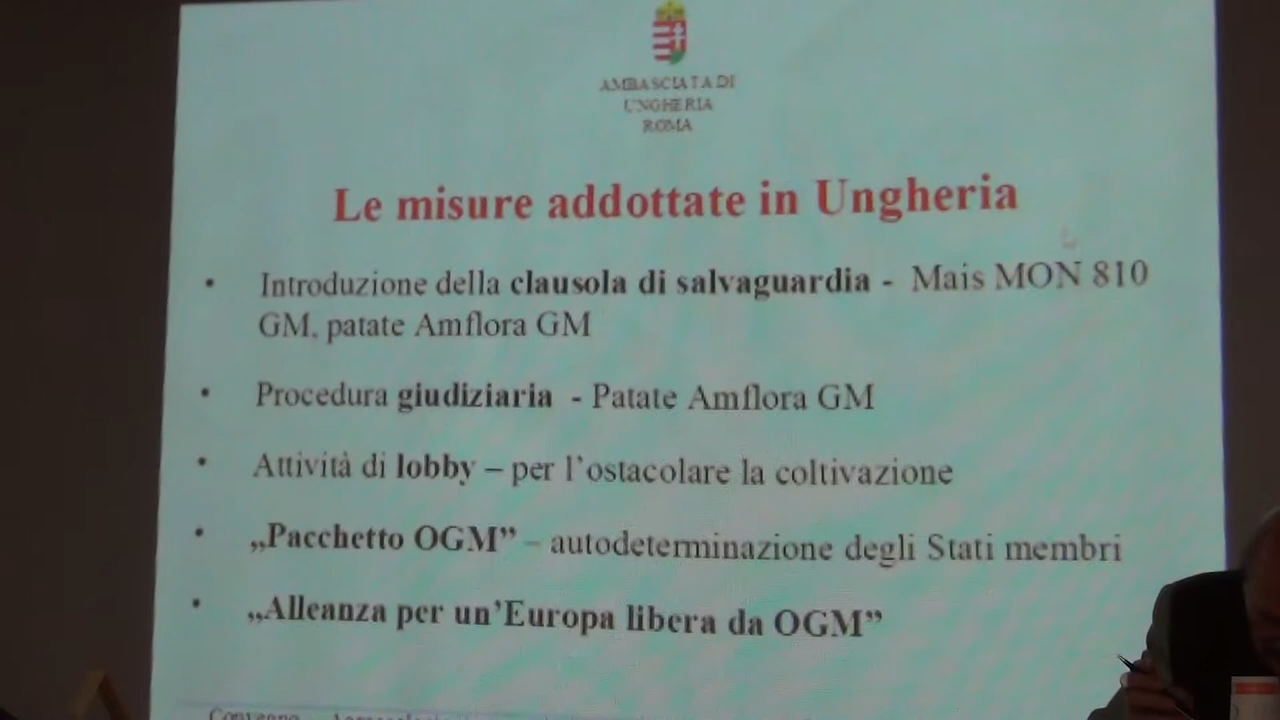 AMBASCIATA DI
UNGHERIA
ROMA
Le misure addottate in Ungheria
• Introduzione della clausola di salvaguardia - Mais MON 810
GM, patate Amflora GM
• Procedura giudiziaria - Patate Amflora GM
• Attività di lobby – per l'ostacolare la coltivazione
• „Pacchetto OGM” – autodeterminazione degli Stati membri
• „Alleanza per un'Europa libera da OGM”